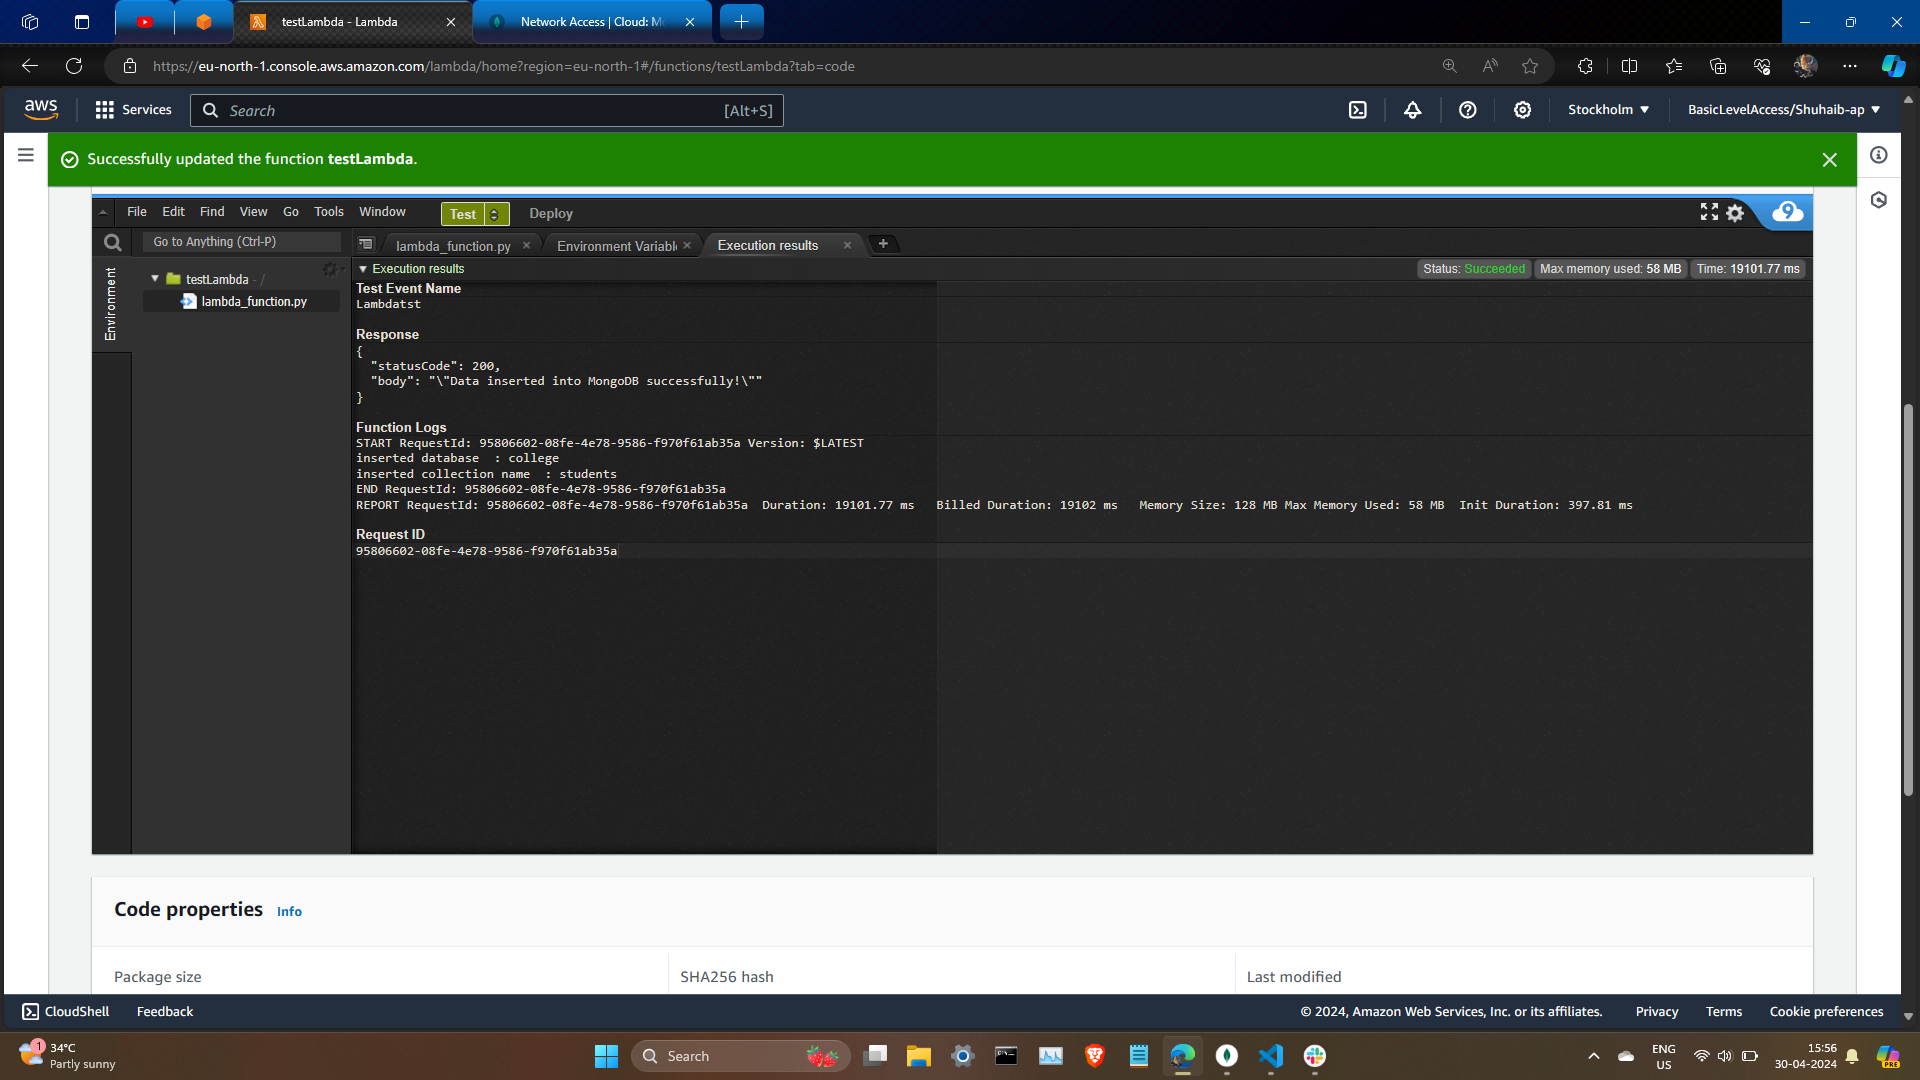 testLambda - Lambda
Network Access | Cloud: M
https://eu-north-1.console.aws.amazon.com/lambda/home?region=eu-north-1#/functions/testLambda?tab=code
aws
Services
Search
[Alt+S]
Stockholm
BasicLevelAccess/Shuhaib-ap
Successfully updated the function testLambda.
File Edit Find View Go Tools Window
Test
Deploy
Go to Anything (Ctrl-P)
lambda_function.py
Environment Variabl
Execution results
Environment
testLambda - /
lambda_function.py
Execution results
Status: Succeeded
Max memory used: 58 MB
Time: 19101.77 ms
Test Event Name
Lambdatst
Response
{
"statusCode": 200,
"body": "\"Data inserted into MongoDB successfully!\""
}
Function Logs
START RequestId: 95806602-08fe-4e78-9586-f970f61ab35a Version: $LATEST
inserted database  : college
inserted collection name  : students
END RequestId: 95806602-08fe-4e78-9586-f970f61ab35a
REPORT RequestId: 95806602-08fe-4e78-9586-f970f61ab35a  Duration: 19101.77 ms   Billed Duration: 19102 ms   Memory Size: 128 MB Max Memory Used: 58 MB  Init Duration: 397.81 ms
Request ID
95806602-08fe-4e78-9586-f970f61ab35a
Code properties Info
Package size
SHA256 hash
Last modified
CloudShell
Feedback
© 2024, Amazon Web Services, Inc. or its affiliates.
Privacy
Terms
Cookie preferences
1
34°C
Partly sunny
Search
ENG
US
15:56
30-04-2024
PRE